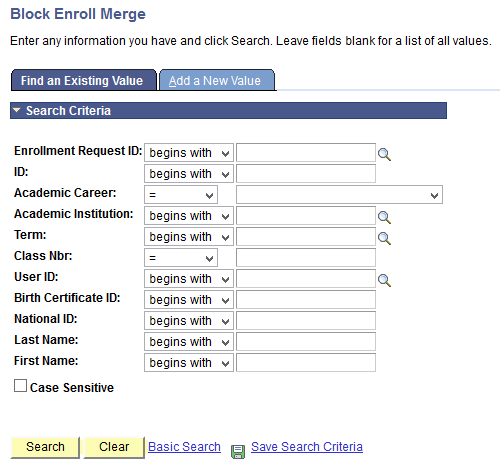 Block Enroll Merge
Enter any information you have and click Search. Leave fields blank for a list of all values.
Find an Existing Value Add a New Value
Search Criteria
Enrollment Request ID: begins with
ID: begins with
Academic Career: =
Academic Institution: begins with
Term: begins with
Class Nbr: =
User ID: begins with
Birth Certificate ID: begins with
National ID: begins with
Last Name: begins with
First Name: begins with
Case Sensitive
Search Clear Basic Search Save Search Criteria